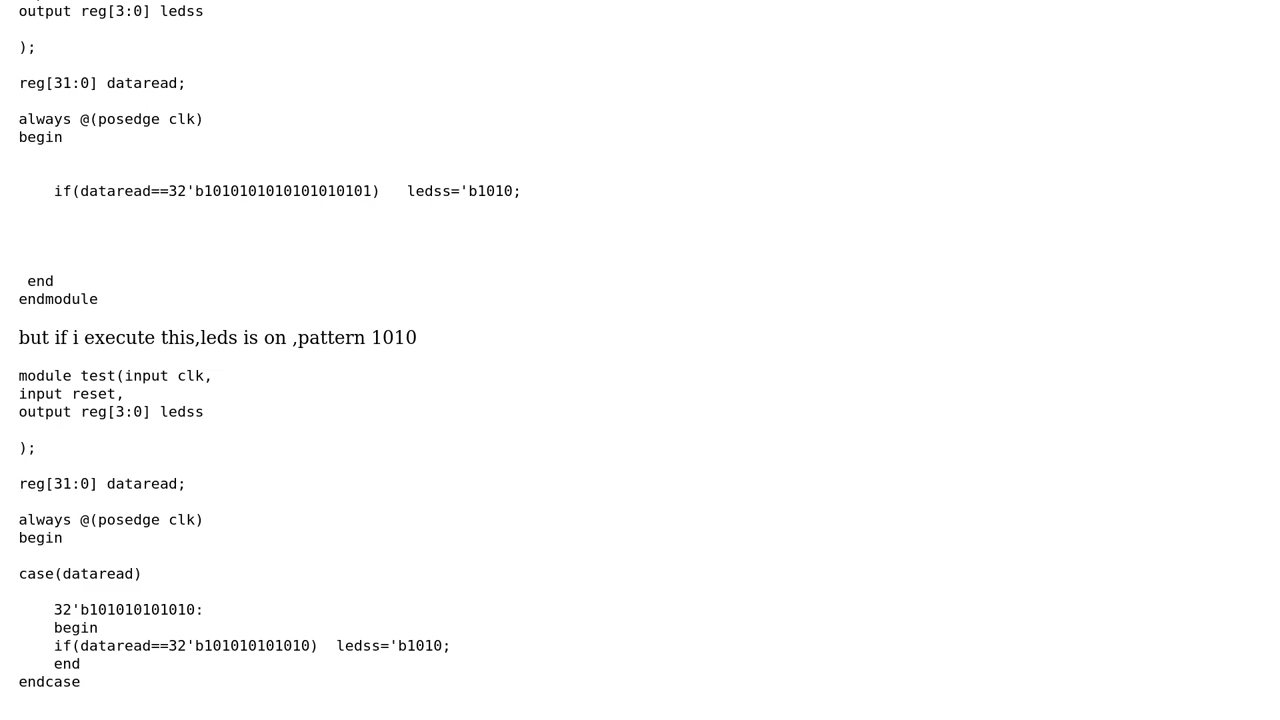 output reg[3:0] ledss
);
reg[31:0] dataread;
always @(posedge clk)
begin
if(dataread==32'b1010101010101010101)   ledss='b1010;
end
endmodule
but if i execute this,leds is on ,pattern 1010
module test(input clk,
input reset,
output reg[3:0] ledss
);
reg[31:0] dataread;
always @(posedge clk)
begin
case(dataread)
32'b101010101010:
begin
if(dataread==32'b101010101010)  ledss='b1010;
end
endcase